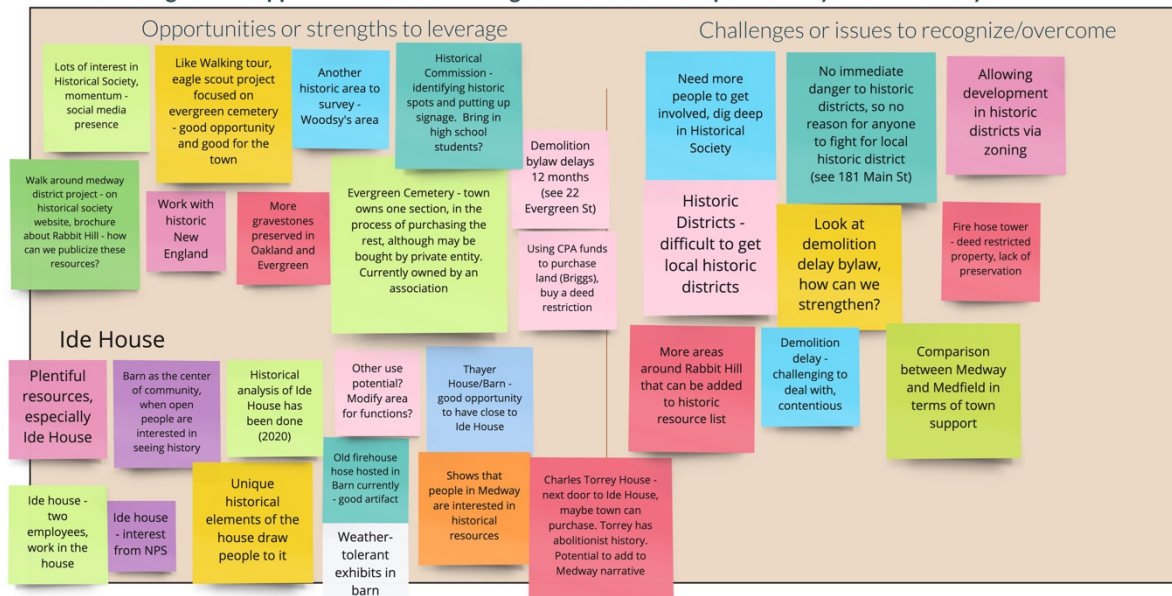 Opportunities or strengths to leverage
Lots of interest in
Historical Society,
momentum -
social media
presence
Like Walking tour,
eagle scout project
focused on
evergreen cemetery
- good opportunity
and good for the
town
Another
historic area to
survey -
Woodsy's area
Historical
Commission -
identifying historic
spots and putting up
signage. Bring in
high school
students?
Demolition
bylaw delays
12 months
(see 22
Evergreen St)
Walk around medway
district project - on
historical society
website, brochure
about Rabbit Hill - how
can we publicize these
resources?
Work with
historic
New
England
More
gravestones
preserved in
Oakland and
Evergreen
Evergreen Cemetery - town
owns one section, in the
process of purchasing the
rest, although may be
bought by private entity.
Currently owned by an
association
Using CPA funds
to purchase
land (Briggs),
buy a deed
restriction
Ide House
Plentiful
resources,
especially
Ide House
Barn as the center
of community,
when open
people are
interested in
seeing history
Historical
analysis of Ide
House has
been done
(2020)
Other use
potential?
Modify area
for functions?
Thayer
House/Barn -
good opportunity
to have close to
Ide House
Ide house -
two
employees,
work in the
house
Ide house
- interest
from NPS
Unique
historical
elements of the
house draw
people to it
Old firehouse
hose hosted in
Barn currently
- good artifact
Weather-
tolerant
exhibits in
barn
Shows that
people in Medway
are interested in
historical
resources
Charles Torrey House -
next door to Ide House,
maybe town can
purchase. Torrey has
abolitionist history.
Potential to add to
Medway narrative
Challenges or issues to recognize/overcome
Need more
people to get
involved, dig deep
in Historical
Society
No immediate
danger to historic
districts, so no
reason for anyone
to fight for local
historic district
(see 181 Main St)
Allowing
development
in historic
districts via
zoning
Historic
Districts -
difficult to get
local historic
districts
Look at
demolition
delay bylaw,
how can we
strengthen?
Fire hose tower
- deed restricted
property, lack of
preservation
More areas
around Rabbit Hill
that can be added
to historic
resource list
Demolition
delay -
challenging to
deal with,
contentious
Comparison
between Medway
and Medfield in
terms of town
support